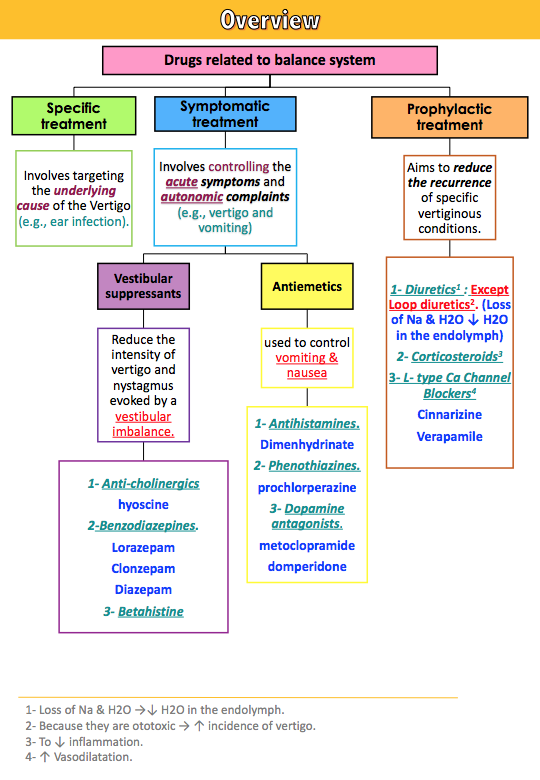 Overview
Drugs related to balance system
Specific
treatment
Involves targeting
the underlying
cause of the Vertigo
(e.g., ear infection).
Symptomatic
treatment
Involves controlling the
acute symptoms and
autonomic complaints
(e.g., vertigo and
vomiting)
Vestibular
suppressants
Reduce the
intensity of
vertigo and
nystagmus
evoked by a
vestibular
imbalance.
1- Anti-cholinergics
hyoscine
2-Benzodiazepines.
Lorazepam
Clonzepam
Diazepam
3- Betahistine
Antiemetics
used to control
vomiting &
nausea
1- Antihistamines.
Dimenhydrinate
2- Phenothiazines.
prochlorperazine
3- Dopamine
antagonists.
metoclopramide
domperidone
Prophylactic
treatment
Aims to reduce
the recurrence
of specific
vertiginous
conditions.
1- Diuretics¹ : Except
Loop diuretics². (Loss
of Na & H2O ↓ H2O
in the endolymph)
2- Corticosteroids³
3- L- type Ca Channel
Blockers⁴
Cinnarizine
Verapamile
1- Loss of Na & H2O →↓ H2O in the endolymph.
2- Because they are ototoxic → ↑ incidence of vertigo.
3- To ↓ inflammation.
4- ↑ Vasodilatation.